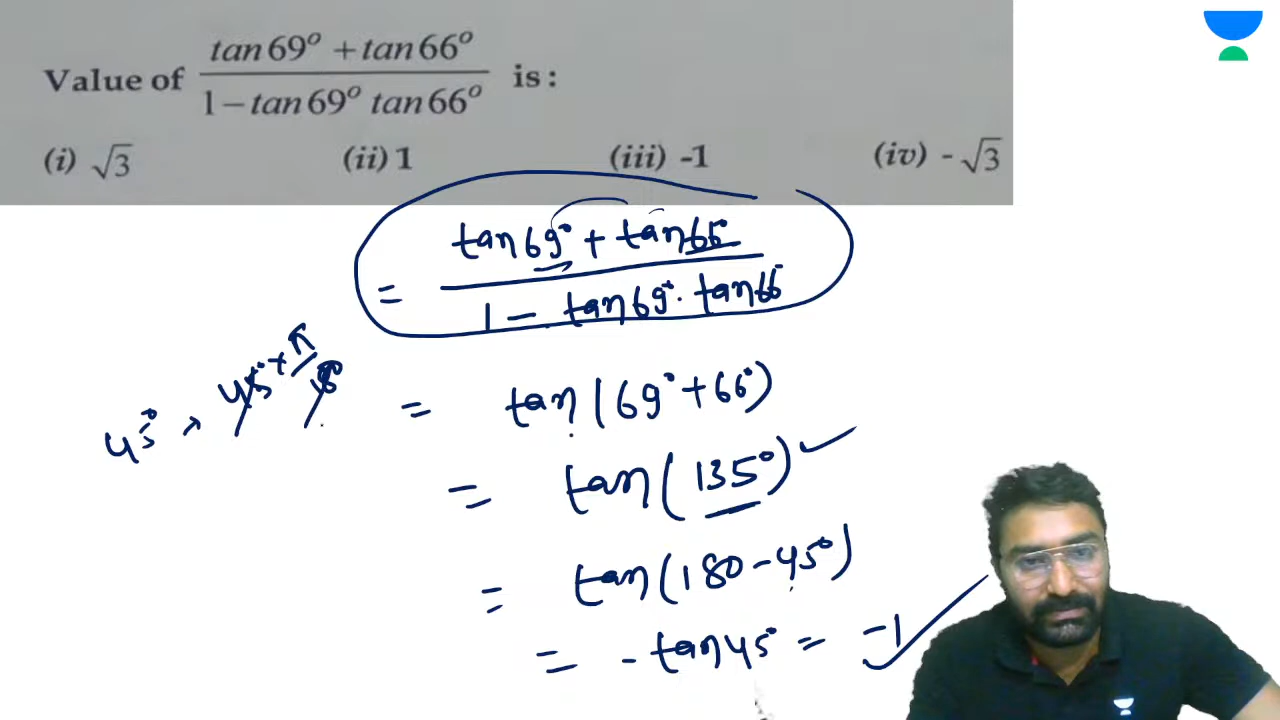 Value of (tan 69° + tan 66°) / (1 – tan 69° tan 66°) is :
(i) √3 (ii) 1 (iii) -1 (iv) - √3
= (tan 69° + tan 66°) / (1 – tan 69° · tan 66°)
45° → 45° × π
= tan (69° + 66°)
= tan (135°)
= tan (180 – 45°)
= - tan 45° = -1